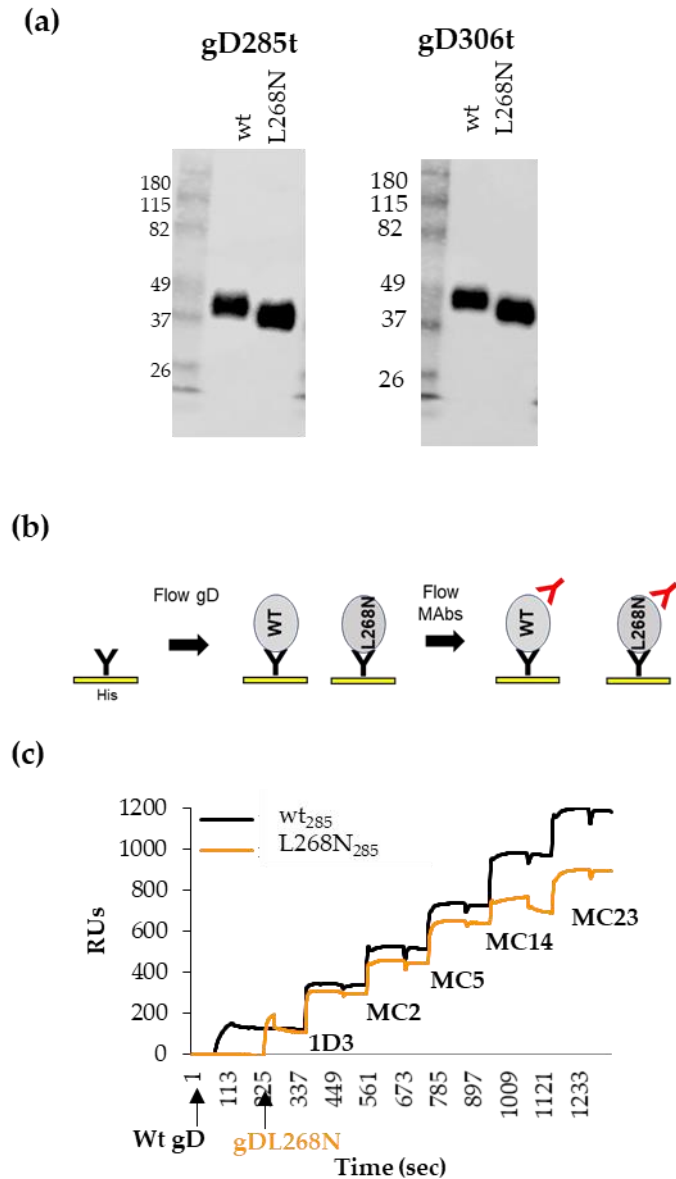 (a)
gD285t gD306t
wt L268N wt L268N
180 180
115 115
82 82
49 49
37 37
26 26
(b)
Flow gD Flow MAbs
His WT L268N WT L268N
(c)
wt285
L268N285
RUs
1200
1000
800
600
400
200
0
1D3 MC2 MC5 MC14 MC23
1 113 225 337 449 561 673 785 897 1009 1121 1233
Wt gD gDL268N
Time (sec)